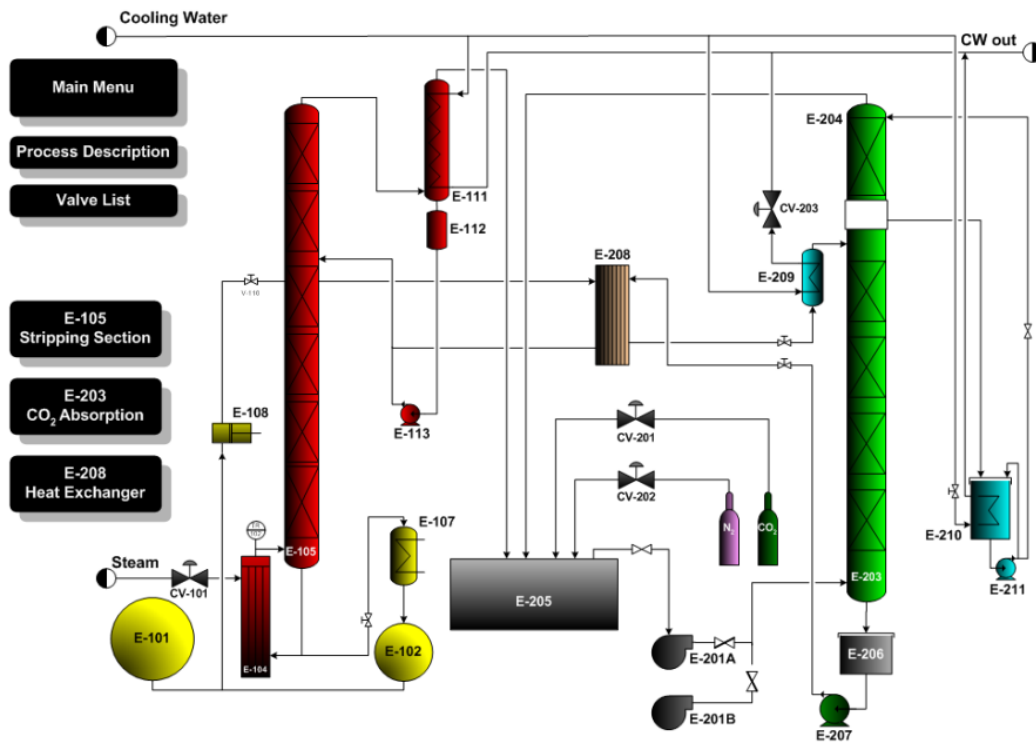 Cooling Water
CW out
Main Menu
Process Description
Valve List
E-204
E-111
E-112
CV-203
E-208
E-209
V-110
E-105
Stripping Section
E-203
CO₂ Absorption
E-208
Heat Exchanger
E-108
E-113
CV-201
CV-202
E-107
N₂
CO₂
E-210
E-211
Steam
CV-101
E-105
E-203
E-205
E-101
E-104
E-102
E-201A
E-206
E-201B
E-207